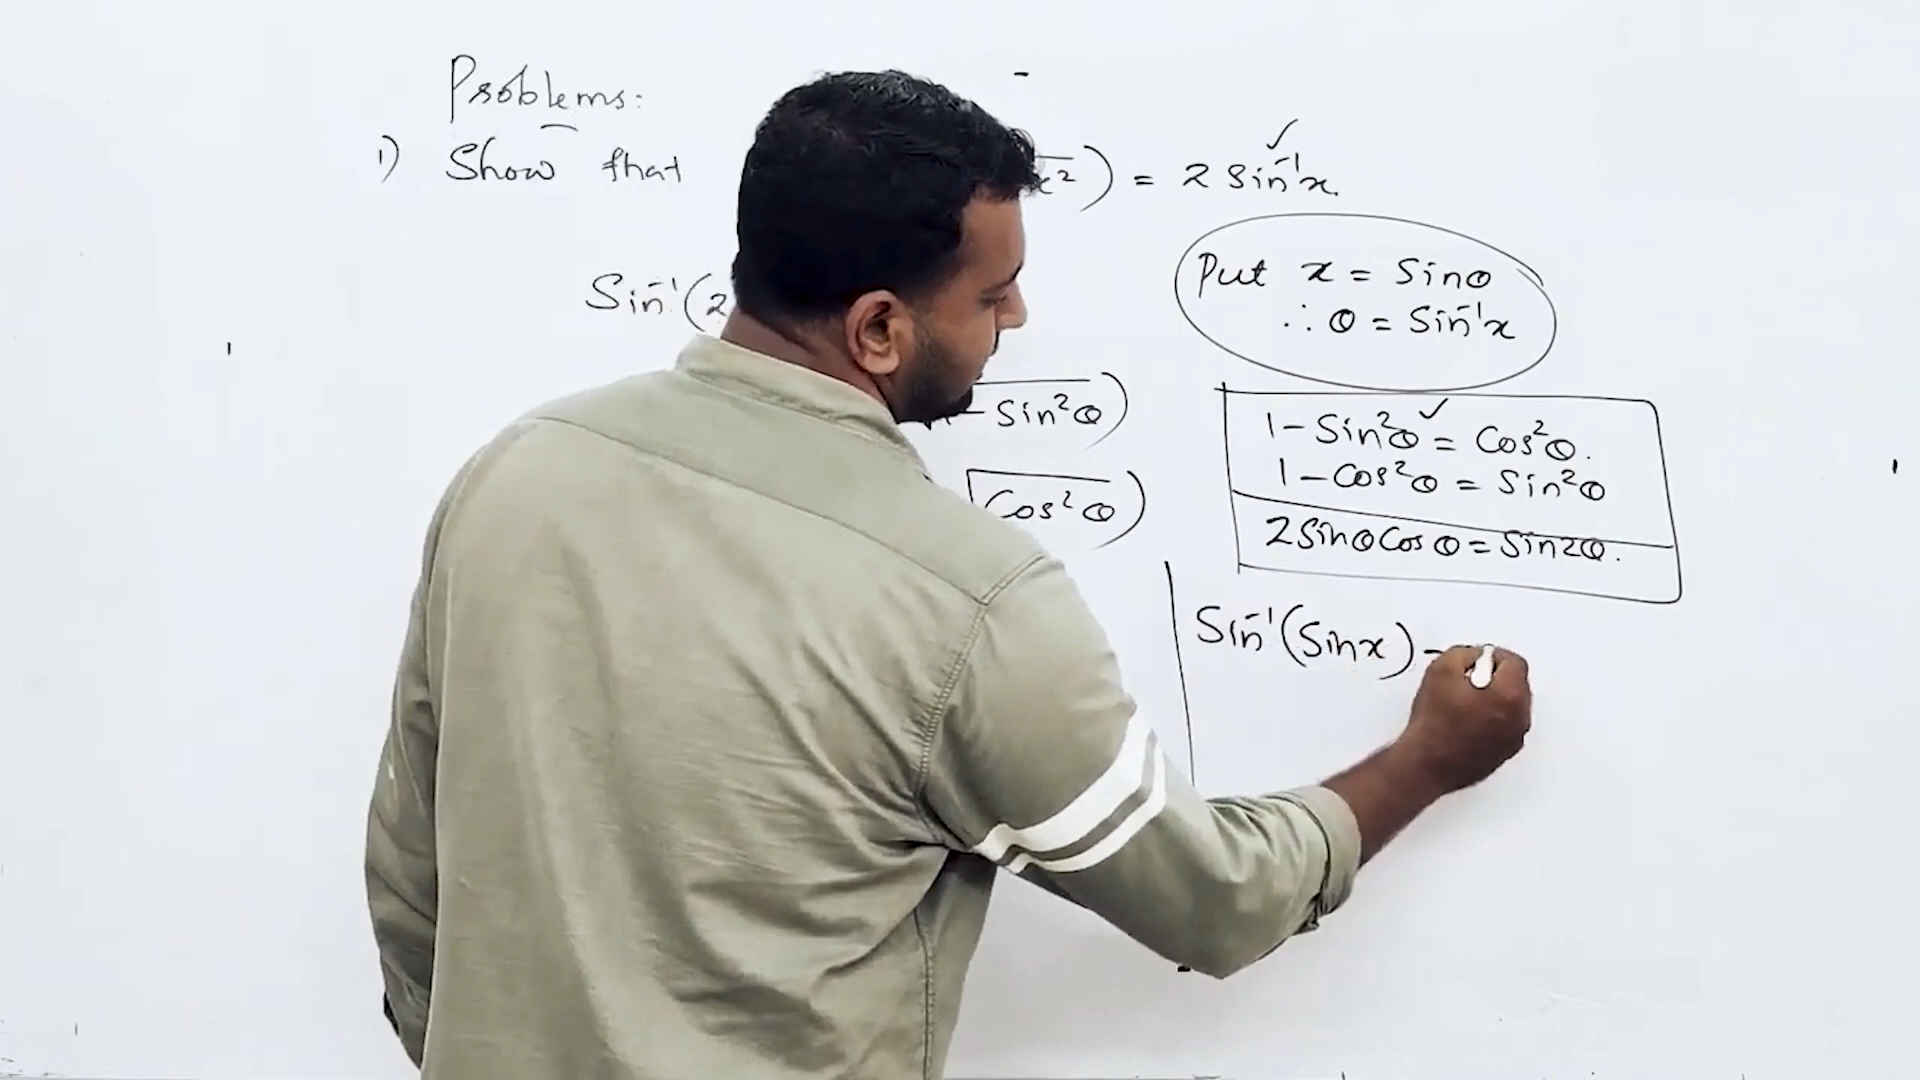 Problems:
1) Show that x²) = 2 Sin⁻¹x.
Sin⁻¹(2
Put x = Sinθ
∴ θ = Sin⁻¹x
- Sin²θ)
√Cos²θ)
1 - Sin²θ = Cos²θ.
1 - Cos²θ = Sin²θ
2SinθCosθ = Sin2θ.
Sin⁻¹(Sinx) =